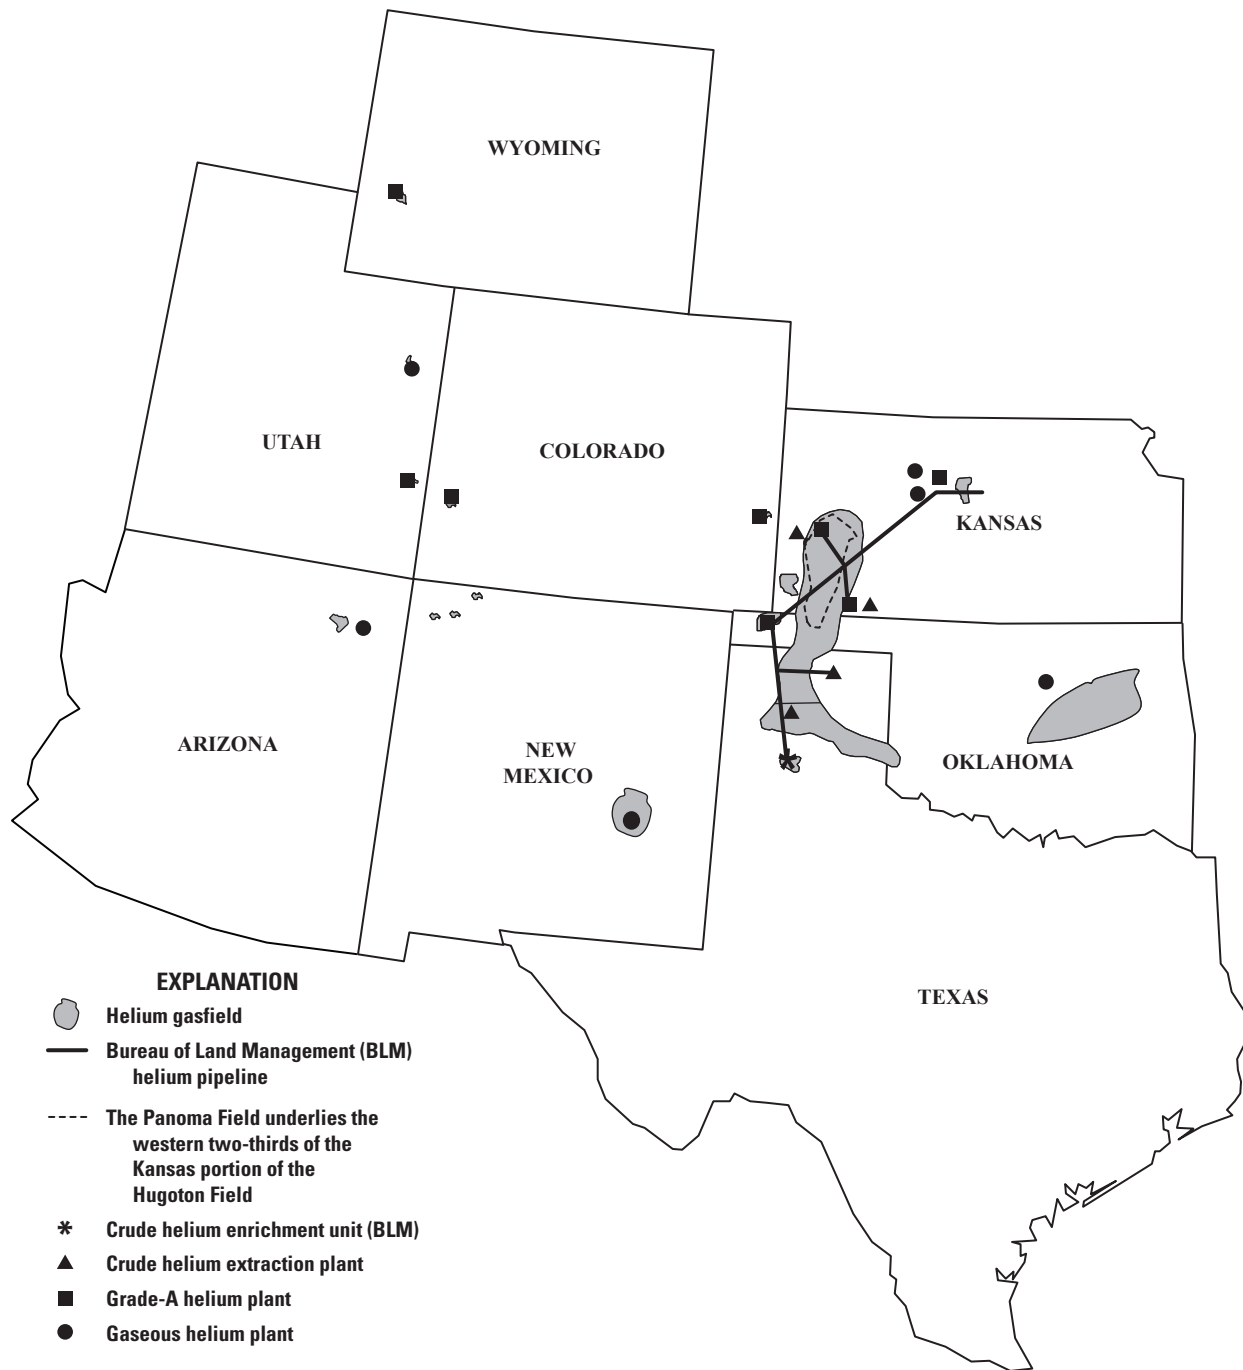 WYOMING
UTAH
COLORADO
KANSAS
ARIZONA
NEW
MEXICO
OKLAHOMA
TEXAS
EXPLANATION
Helium gasfield
Bureau of Land Management (BLM)
helium pipeline
The Panoma Field underlies the
western two-thirds of the
Kansas portion of the
Hugoton Field
Crude helium enrichment unit (BLM)
Crude helium extraction plant
Grade-A helium plant
Gaseous helium plant